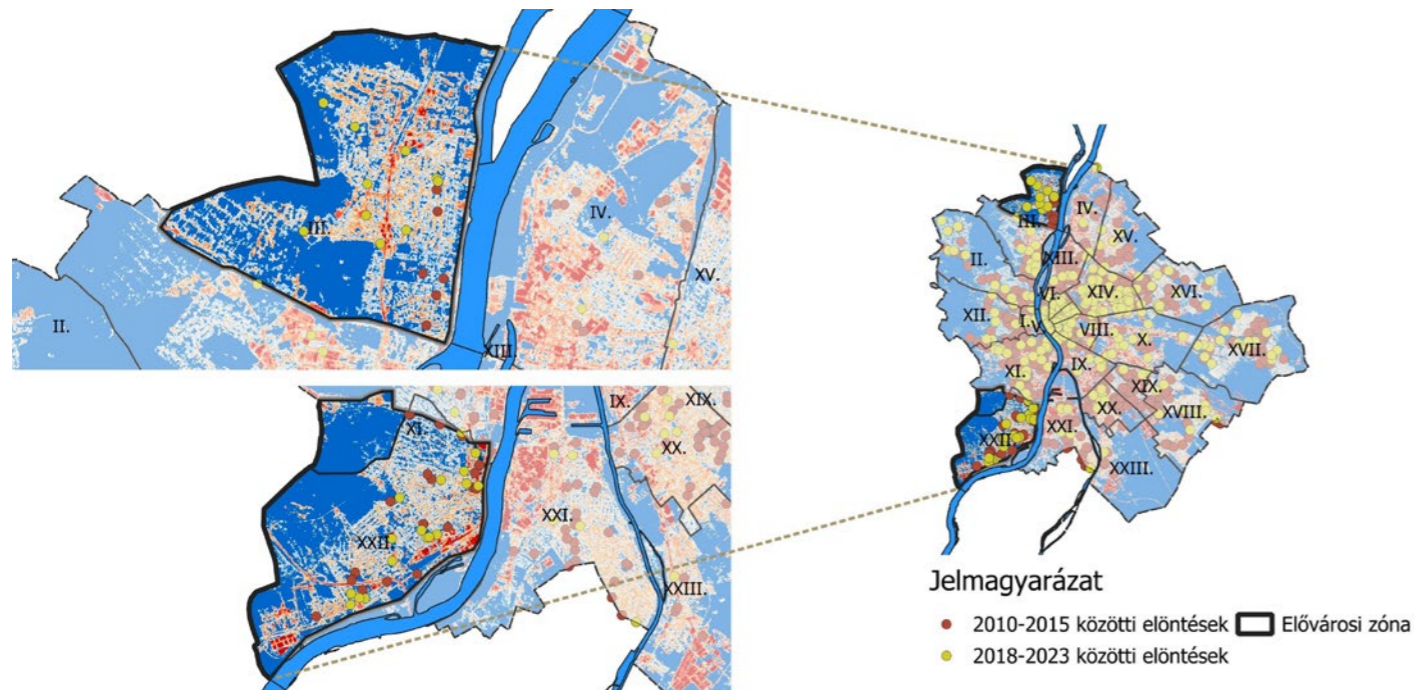 III.
IV.
II.
XV.
XIII.
XI.
IX.
XIX.
XX.
XXI.
XXII.
XXIII.
III.
IV.
XV.
II.
XIII.
XIV.
XVI.
VI.
XII.
I.
V.
VIII.
X.
XVII.
XI.
IX.
XIX.
XX.
XVIII.
XXI.
XXII.
XXIII.
Jelmagyarázat
2010-2015 közötti elöntések
Elővárosi zóna
2018-2023 közötti elöntések